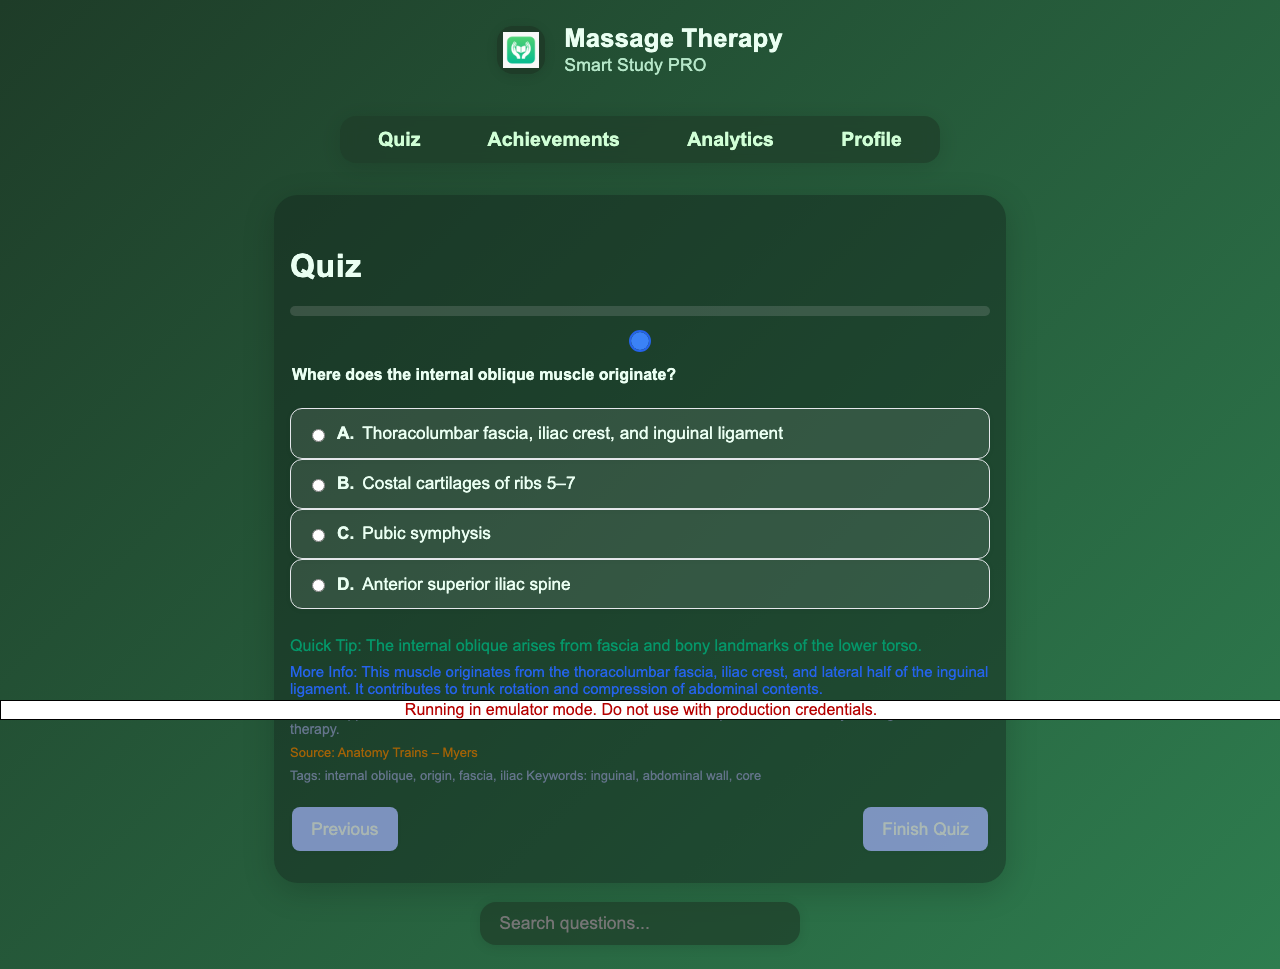 Massage Therapy
Smart Study PRO
Quiz
Achievements
Analytics
Profile
Quiz
Where does the internal oblique muscle originate?
A. Thoracolumbar fascia, iliac crest, and inguinal ligament
B. Costal cartilages of ribs 5–7
C. Pubic symphysis
D. Anterior superior iliac spine
Quick Tip: The internal oblique arises from fascia and bony landmarks of the lower torso.
More Info: This muscle originates from the thoracolumbar fascia, iliac crest, and lateral half of the inguinal
ligament. It contributes to trunk rotation and compression of abdominal contents.
Running in emulator mode. Do not use with production credentials.
therapy.
Source: Anatomy Trains – Myers
Tags: internal oblique, origin, fascia, iliac Keywords: inguinal, abdominal wall, core
Previous
Finish Quiz
Search questions...